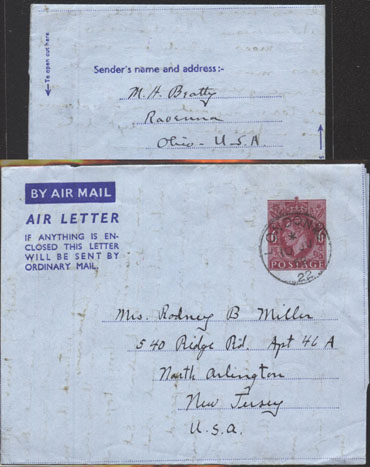 To open cut here
Sender's name and address:-
M. H. Beatty
Ravenna
Ohio - U.S.A
BY AIR MAIL
AIR LETTER
IF ANYTHING IS EN-
CLOSED THIS LETTER
WILL BE SENT BY
ORDINARY MAIL.
6d 6d
POSTAGE
22
Mrs. Rodney B Miller
540 Ridge Rd. Apt 46 A
North Arlington
New Jersey
U.S.A.